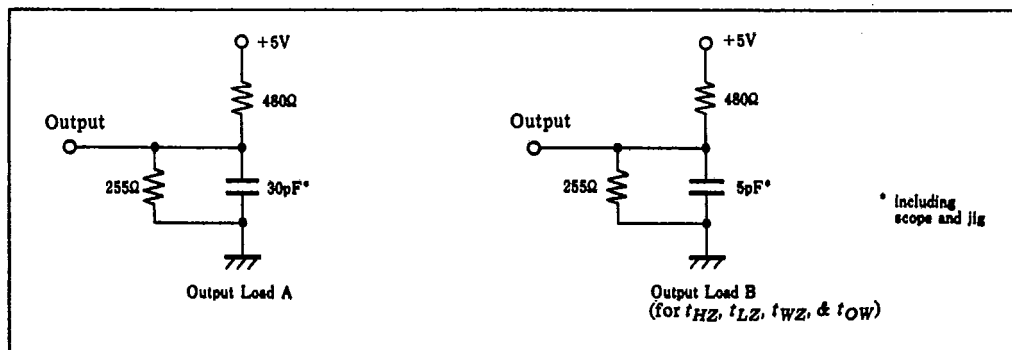 +5V
480Ω
Output
255Ω
30pF*
Output Load A
+5V
480Ω
Output
255Ω
5pF*
* including
scope and jig
Output Load B
(for tHZ, tLZ, tWZ, & tOW)